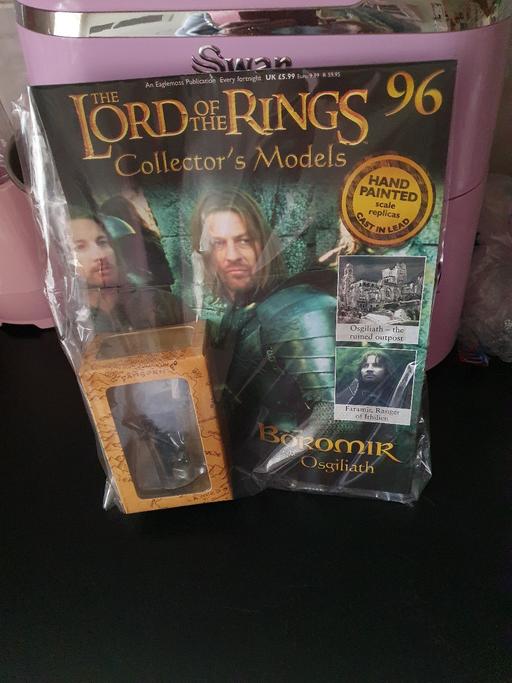 Swan
An Eaglemoss Publication Every fortnight UK £5.99
THE
LORD OF THE RINGS 96
Collector's Models
HAND
PAINTED
scale
replicas
CAST IN LEAD
Osgiliath – the
ruined outpost
Faramir, Ranger
of Ithilien
BOROMIR
Osgiliath